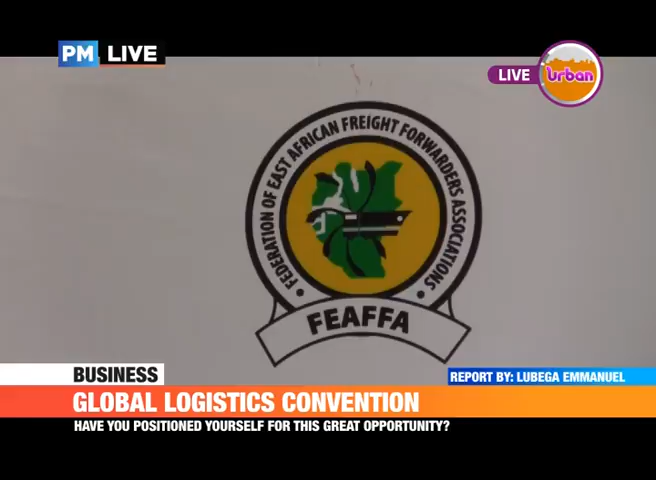 PM LIVE
LIVE Urban
FEDERATION OF EAST AFRICAN FREIGHT FORWARDERS ASSOCIATIONS
FEAFFA
BUSINESS
REPORT BY: LUBEGA EMMANUEL
GLOBAL LOGISTICS CONVENTION
HAVE YOU POSITIONED YOURSELF FOR THIS GREAT OPPORTUNITY?